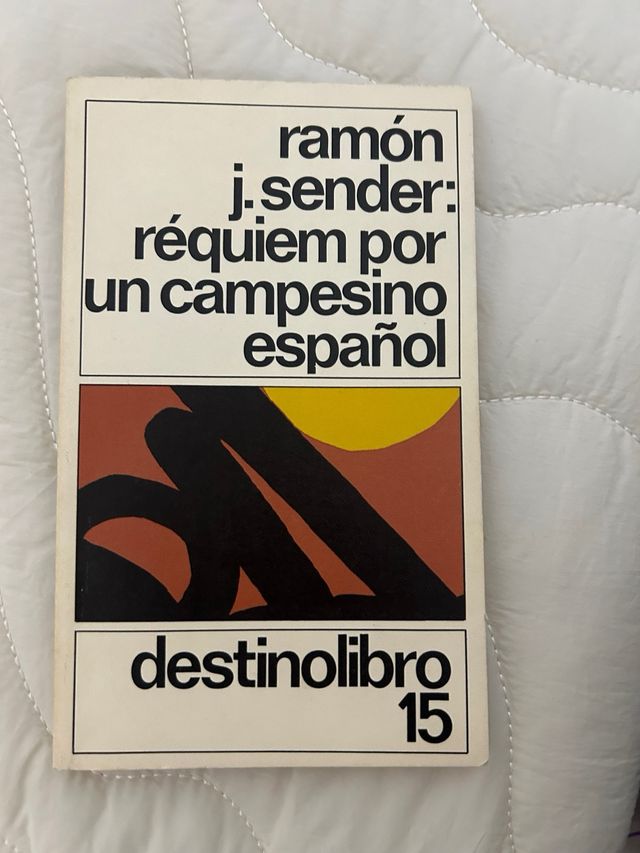 ramón
j. sender:
réquiem por
un campesino
español
destinolibro
15